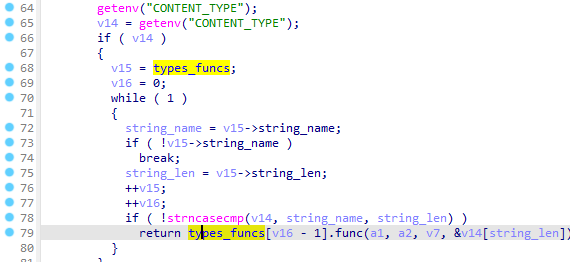 64 getenv("CONTENT_TYPE");
65 v14 = getenv("CONTENT_TYPE");
66 if ( v14 )
67 {
68 v15 = types_funcs;
69 v16 = 0;
70 while ( 1 )
71 {
72 string_name = v15->string_name;
73 if ( !v15->string_name )
74 break;
75 string_len = v15->string_len;
76 ++v15;
77 ++v16;
78 if ( !strncasecmp(v14, string_name, string_len) )
79 return types_funcs[v16 - 1].func(a1, a2, v7, &v14[string_len])
80 }
81 }